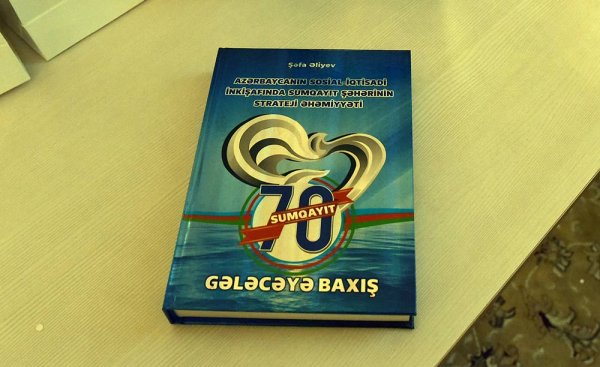 Şəfa Əliyev
AZƏRBAYCANIN SOSİAL-İQTİSADİ
İNKİŞAFINDA SUMQAYIT ŞƏHƏRİNİN
STRATEJİ ƏHƏMİYYƏTİ
70
SUMQAYIT
GƏLƏCƏYƏ BAXIŞ